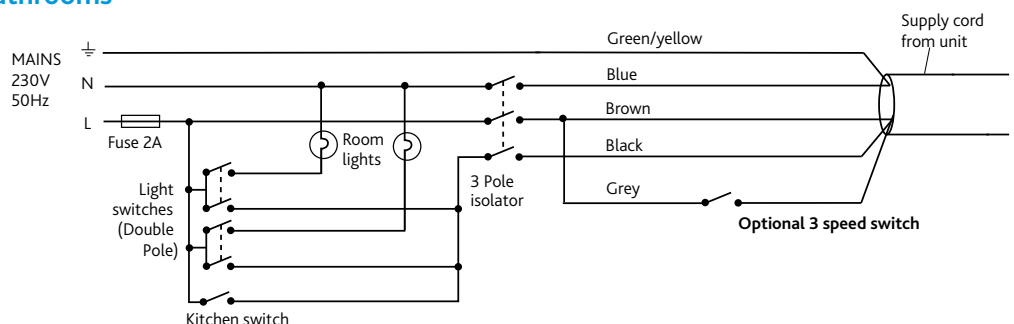 MAINS
230V
50Hz
N
L
Fuse 2A
Room
lights
Light
switches
(Double
Pole)
Kitchen switch
3 Pole
isolator
Green/yellow
Blue
Brown
Black
Grey
Optional 3 speed switch
Supply cord
from unit